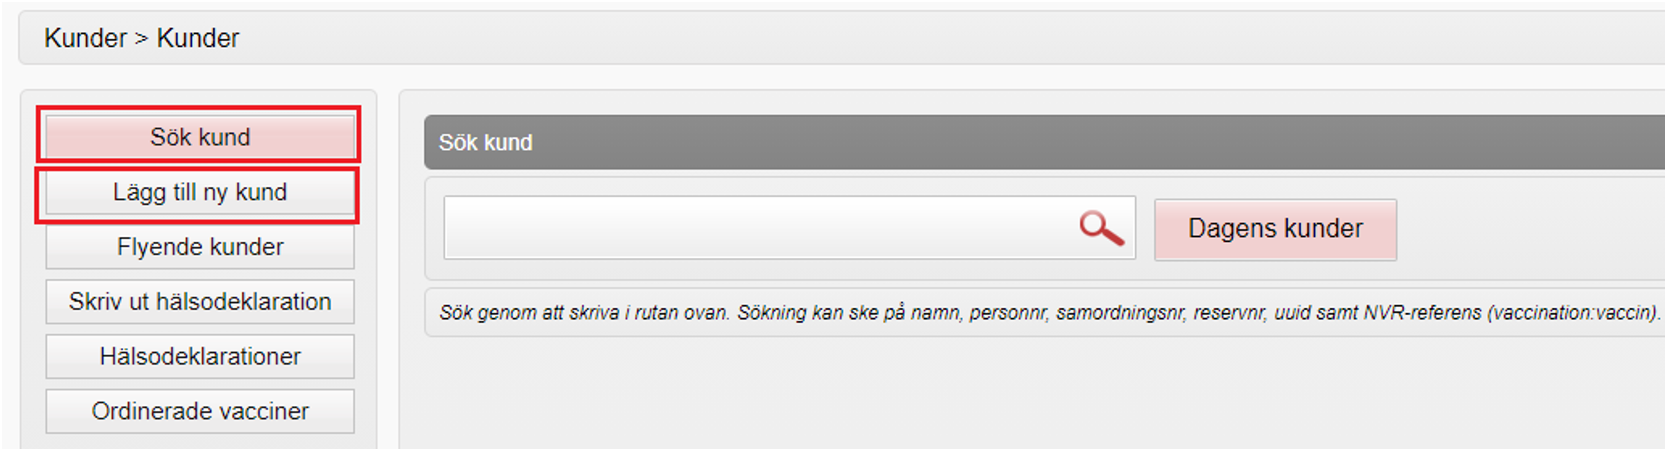 Kunder > Kunder
Sök kund
Lägg till ny kund
Flyende kunder
Skriv ut hälsodeklaration
Hälsodeklarationer
Ordinerade vacciner
Sök kund
Dagens kunder
Sök genom att skriva i rutan ovan. Sökning kan ske på namn, personnr, samordningsnr, reservnr, uuid samt NVR-referens (vaccination:vaccin).